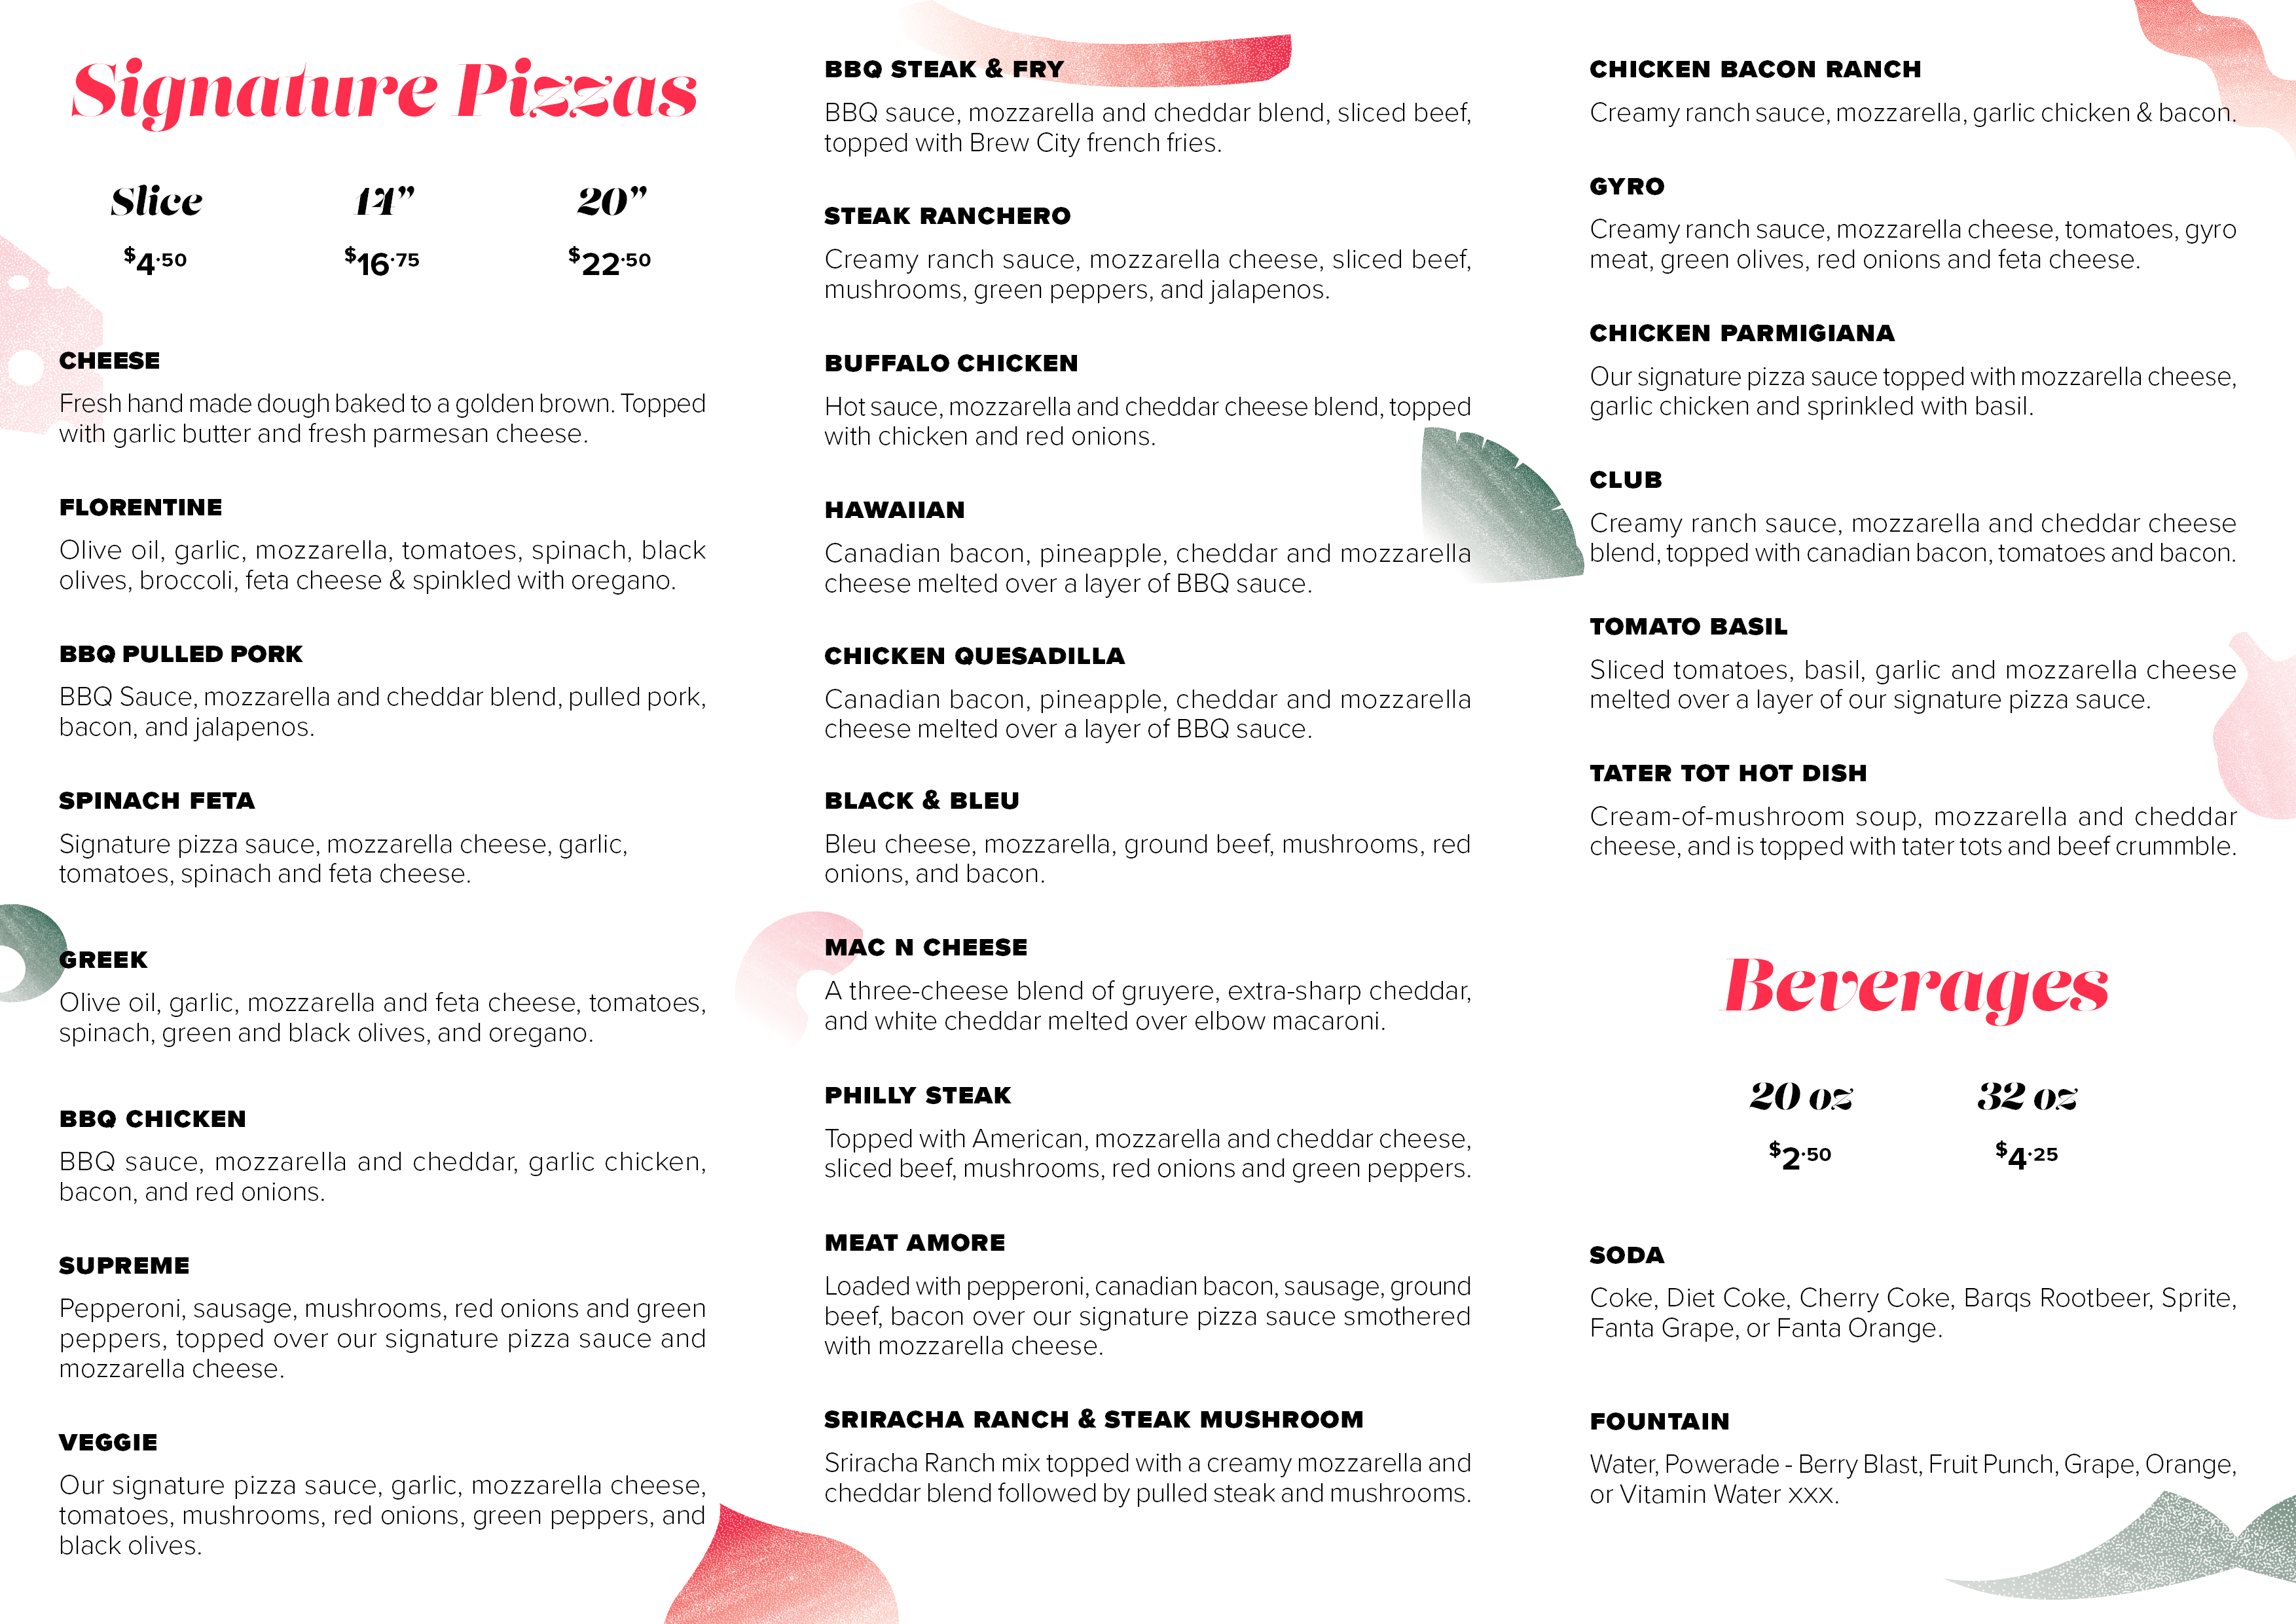 Signature Pizzas
Slice 14” 20”
$4.50 $16.75 $22.50
CHEESE
Fresh hand made dough baked to a golden brown. Topped
with garlic butter and fresh parmesan cheese.
FLORENTINE
Olive oil, garlic, mozzarella, tomatoes, spinach, black
olives, broccoli, feta cheese & spinkled with oregano.
BBQ PULLED PORK
BBQ Sauce, mozzarella and cheddar blend, pulled pork,
bacon, and jalapenos.
SPINACH FETA
Signature pizza sauce, mozzarella cheese, garlic,
tomatoes, spinach and feta cheese.
GREEK
Olive oil, garlic, mozzarella and feta cheese, tomatoes,
spinach, green and black olives, and oregano.
BBQ CHICKEN
BBQ sauce, mozzarella and cheddar, garlic chicken,
bacon, and red onions.
SUPREME
Pepperoni, sausage, mushrooms, red onions and green
peppers, topped over our signature pizza sauce and
mozzarella cheese.
VEGGIE
Our signature pizza sauce, garlic, mozzarella cheese,
tomatoes, mushrooms, red onions, green peppers, and
black olives.
BBQ STEAK & FRY
BBQ sauce, mozzarella and cheddar blend, sliced beef,
topped with Brew City french fries.
STEAK RANCHERO
Creamy ranch sauce, mozzarella cheese, sliced beef,
mushrooms, green peppers, and jalapenos.
BUFFALO CHICKEN
Hot sauce, mozzarella and cheddar cheese blend, topped
with chicken and red onions.
HAWAIIAN
Canadian bacon, pineapple, cheddar and mozzarella
cheese melted over a layer of BBQ sauce.
CHICKEN QUESADILLA
Canadian bacon, pineapple, cheddar and mozzarella
cheese melted over a layer of BBQ sauce.
BLACK & BLEU
Bleu cheese, mozzarella, ground beef, mushrooms, red
onions, and bacon.
MAC N CHEESE
A three-cheese blend of gruyere, extra-sharp cheddar,
and white cheddar melted over elbow macaroni.
PHILLY STEAK
Topped with American, mozzarella and cheddar cheese,
sliced beef, mushrooms, red onions and green peppers.
MEAT AMORE
Loaded with pepperoni, canadian bacon, sausage, ground
beef, bacon over our signature pizza sauce smothered
with mozzarella cheese.
SRIRACHA RANCH & STEAK MUSHROOM
Sriracha Ranch mix topped with a creamy mozzarella and
cheddar blend followed by pulled steak and mushrooms.
CHICKEN BACON RANCH
Creamy ranch sauce, mozzarella, garlic chicken & bacon.
GYRO
Creamy ranch sauce, mozzarella cheese, tomatoes, gyro
meat, green olives, red onions and feta cheese.
CHICKEN PARMIGIANA
Our signature pizza sauce topped with mozzarella cheese,
garlic chicken and sprinkled with basil.
CLUB
Creamy ranch sauce, mozzarella and cheddar cheese
blend, topped with canadian bacon, tomatoes and bacon.
TOMATO BASIL
Sliced tomatoes, basil, garlic and mozzarella cheese
melted over a layer of our signature pizza sauce.
TATER TOT HOT DISH
Cream-of-mushroom soup, mozzarella and cheddar
cheese, and is topped with tater tots and beef crummble.
Beverages
20 oz 32 oz
$2.50 $4.25
SODA
Coke, Diet Coke, Cherry Coke, Barqs Rootbeer, Sprite,
Fanta Grape, or Fanta Orange.
FOUNTAIN
Water, Powerade - Berry Blast, Fruit Punch, Grape, Orange,
or Vitamin Water XXX.